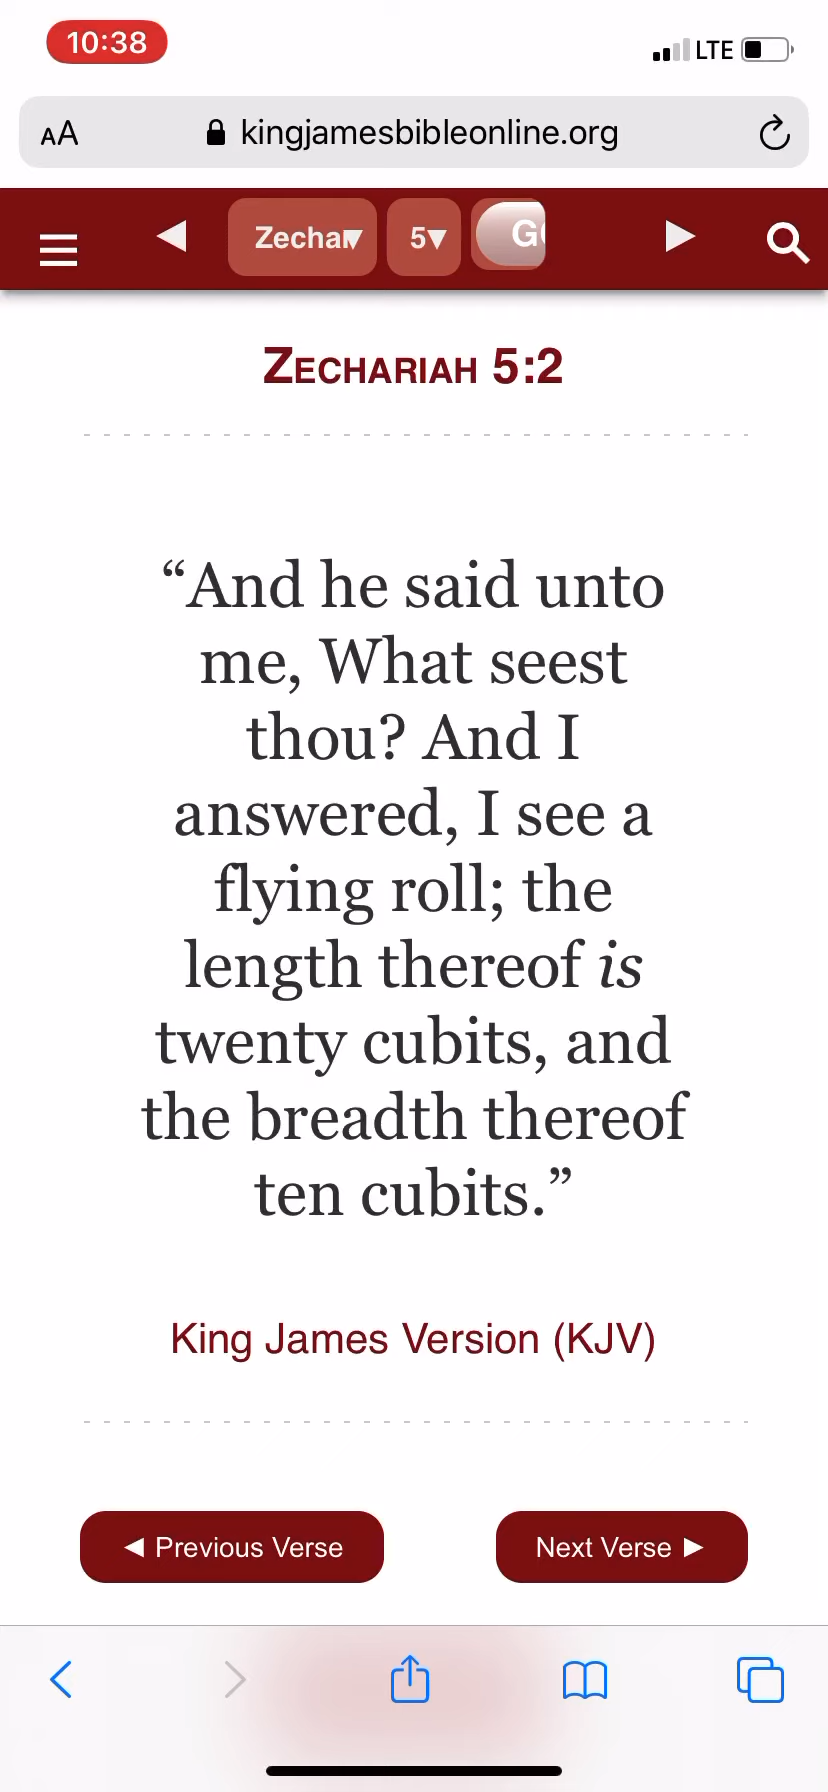 10:38
LTE
AA
kingjamesbibleonline.org
Zechar
5
G
ZECHARIAH 5:2
“And he said unto
me, What seest
thou? And I
answered, I see a
flying roll; the
length thereof is
twenty cubits, and
the breadth thereof
ten cubits.”
King James Version (KJV)
◄ Previous Verse
Next Verse ►